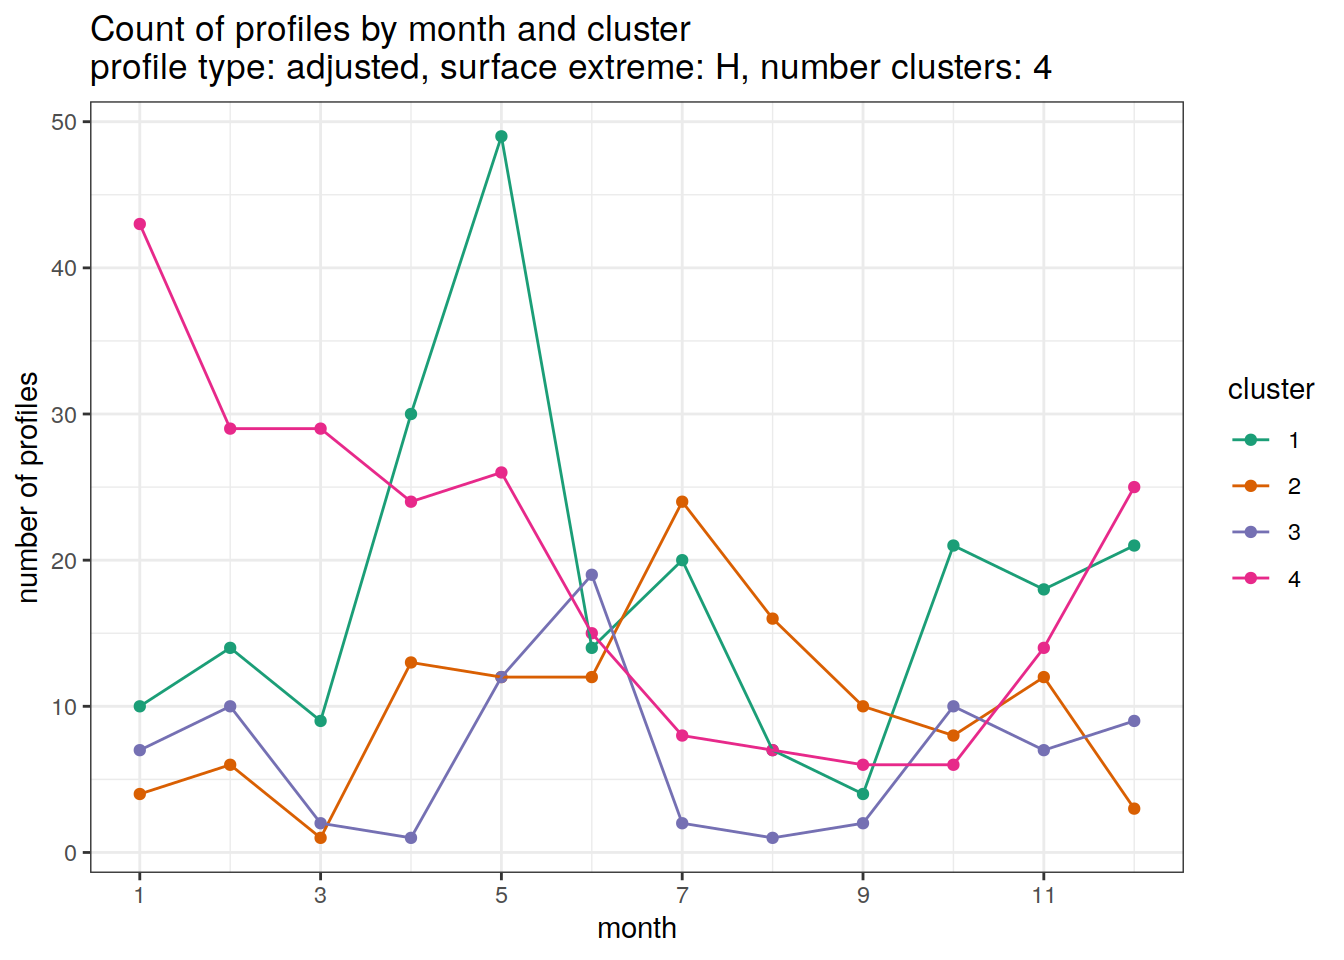 Count of profiles by month and cluster
profile type: adjusted, surface extreme: H, number clusters: 4
50
40
30
20
10
0
number of profiles
1 3 5 7 9 11
month
cluster
1
2
3
4